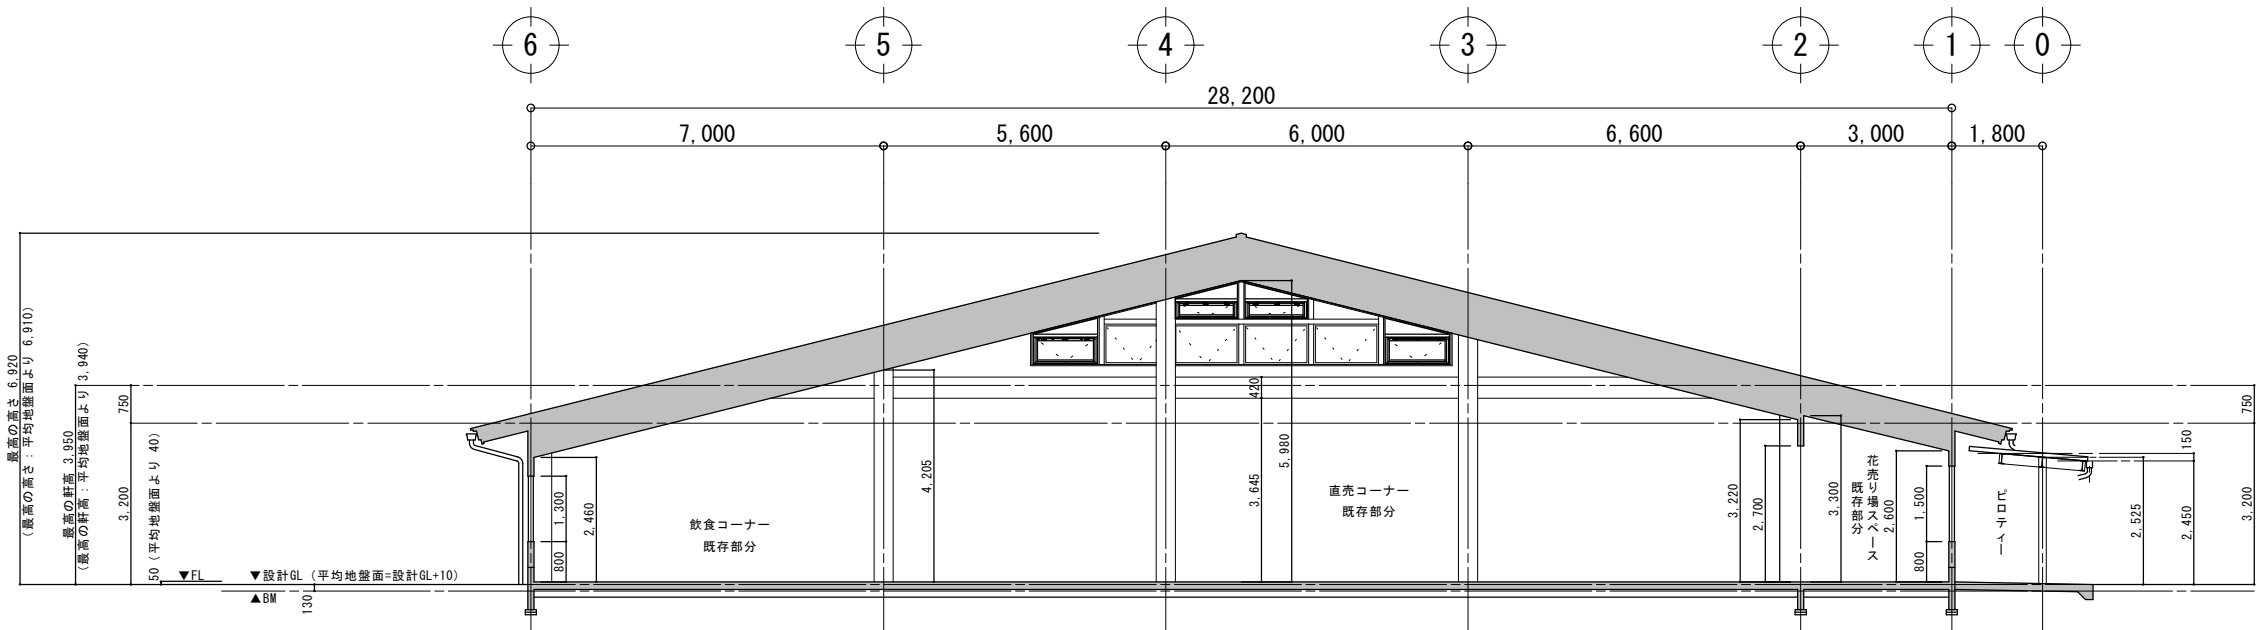 6 5 4 3 2 1 0
28,200
7,000 5,600 6,000 6,600 3,000 1,800
最高の高さ 6,920
(最高の高さ：平均地盤面より 6,910)
最高の軒高 3,950
(最高の軒高：平均地盤面より 3,940)
750
3,200
50 (平均地盤面より 40)
▼FL
▼設計GL (平均地盤面=設計GL+10)
▲BM
130
1,300
800
2,460
飲食コーナー
既存部分
4,205
420
3,645
5,980
直売コーナー
既存部分
3,220
2,700
3,300
花売り場スペース
既存部分
2,600
1,500
800
ピロティー
2,525
150
2,450
750
3,200